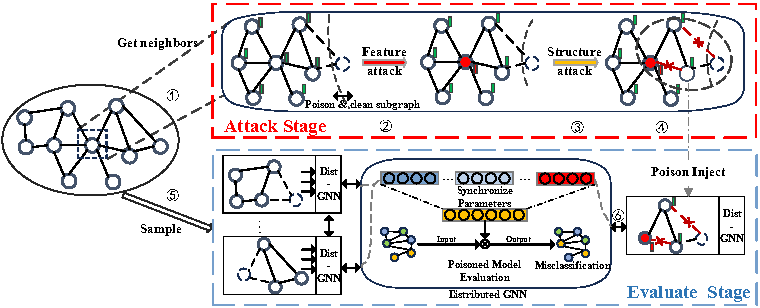 Get neighbors
①
Feature
attack
Structure
attack
Poison & clean subgraph
②
③
④
Attack Stage
⑤
Sample
Dist
-
GNN
Dist
-
GNN
Synchronize
Parameters
Input
Output
Poisoned Model
Evaluation
Misclassification
Distributed GNN
⑥
Poison Inject
Dist
-
GNN
Evaluate Stage